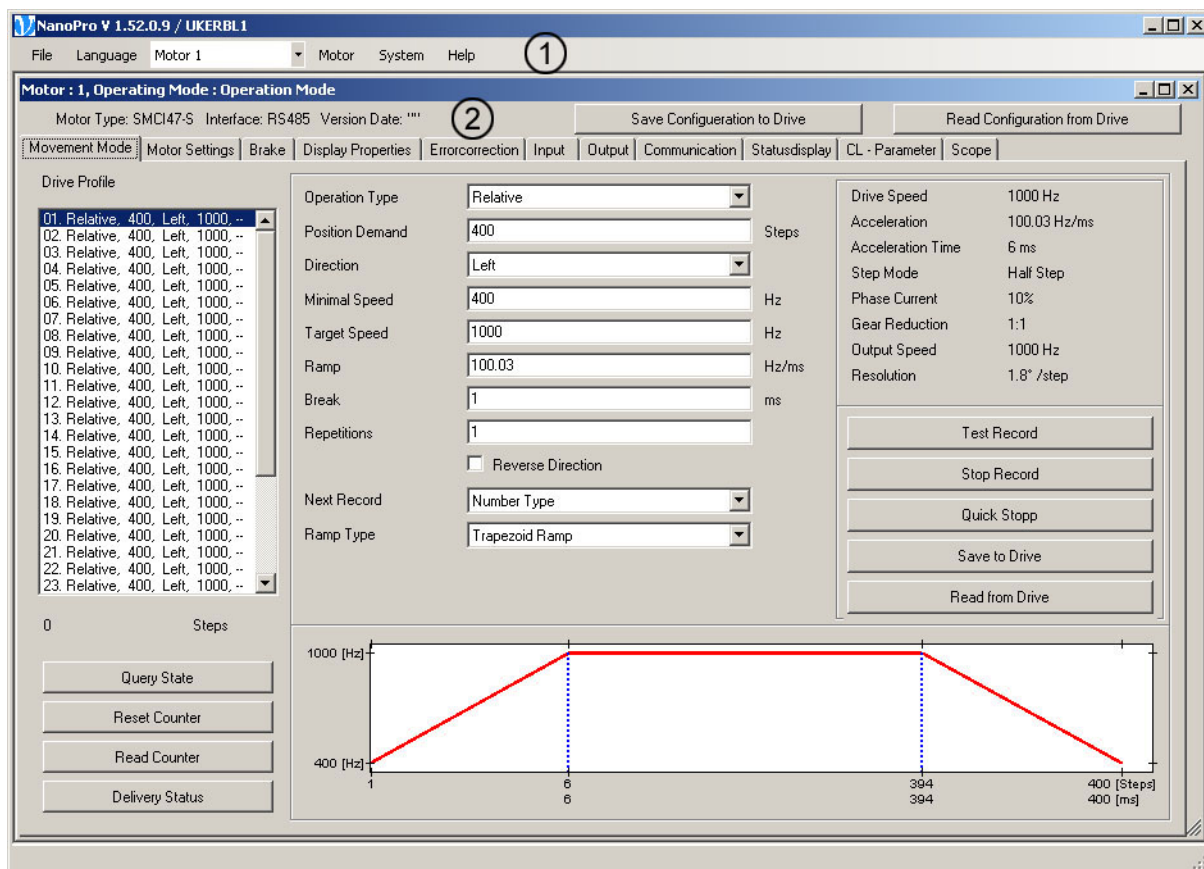 NanoPro V 1.52.0.9 / UKERBL1
File Language Motor 1 Motor System Help 1
Motor : 1, Operating Mode : Operation Mode
Motor Type: SMCI47-S Interface: RS485 Version Date: "" 2 Save Configueration to Drive Read Configuration from Drive
Movement Mode Motor Settings Brake Display Properties Errorcorrection Input Output Communication Statusdisplay CL - Parameter Scope
Drive Profile
01. Relative, 400, Left, 1000, --
02. Relative, 400, Left, 1000, --
03. Relative, 400, Left, 1000, --
04. Relative, 400, Left, 1000, --
05. Relative, 400, Left, 1000, --
06. Relative, 400, Left, 1000, --
07. Relative, 400, Left, 1000, --
08. Relative, 400, Left, 1000, --
09. Relative, 400, Left, 1000, --
10. Relative, 400, Left, 1000, --
11. Relative, 400, Left, 1000, --
12. Relative, 400, Left, 1000, --
13. Relative, 400, Left, 1000, --
14. Relative, 400, Left, 1000, --
15. Relative, 400, Left, 1000, --
16. Relative, 400, Left, 1000, --
17. Relative, 400, Left, 1000, --
18. Relative, 400, Left, 1000, --
19. Relative, 400, Left, 1000, --
20. Relative, 400, Left, 1000, --
21. Relative, 400, Left, 1000, --
22. Relative, 400, Left, 1000, --
23. Relative, 400, Left, 1000, --
0 Steps
Query State
Reset Counter
Read Counter
Delivery Status
Operation Type Relative
Position Demand 400 Steps
Direction Left
Minimal Speed 400 Hz
Target Speed 1000 Hz
Ramp 100.03 Hz/ms
Break 1 ms
Repetitions 1
Reverse Direction
Next Record Number Type
Ramp Type Trapezoid Ramp
Drive Speed 1000 Hz
Acceleration 100.03 Hz/ms
Acceleration Time 6 ms
Step Mode Half Step
Phase Current 10%
Gear Reduction 1:1
Output Speed 1000 Hz
Resolution 1.8° /step
Test Record
Stop Record
Quick Stopp
Save to Drive
Read from Drive
1000 [Hz]
400 [Hz]
1 6 394 400 [Steps]
6 394 400 [ms]